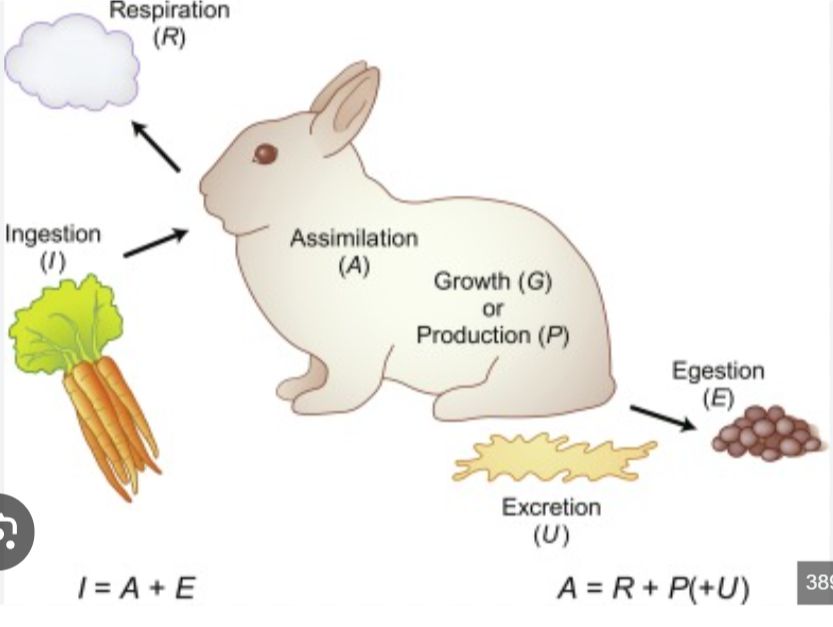 Respiration
(R)
Ingestion
(I)
Assimilation
(A)
Growth (G)
or
Production (P)
Egestion
(E)
Excretion
(U)
I = A + E
A = R + P(+U)